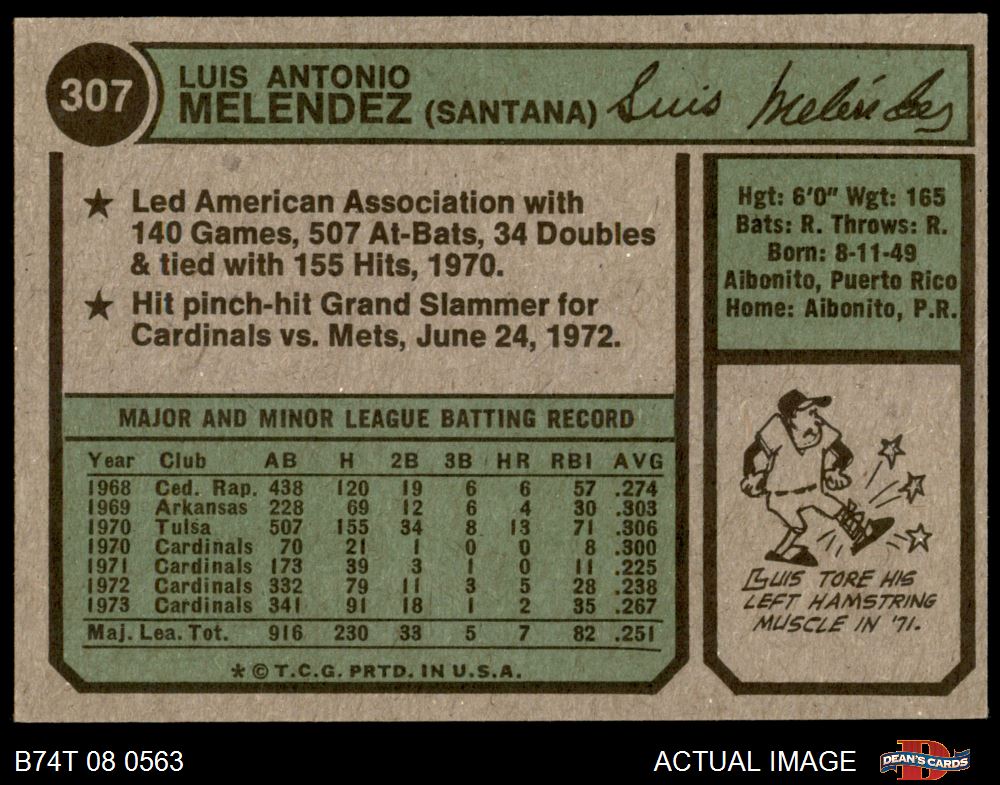 307
LUIS ANTONIO
MELENDEZ (SANTANA)
Luis Meléndez
★ Led American Association with
140 Games, 507 At-Bats, 34 Doubles
& tied with 155 Hits, 1970.
★ Hit pinch-hit Grand Slammer for
Cardinals vs. Mets, June 24, 1972.
Hgt: 6'0" Wgt: 165
Bats: R. Throws: R.
Born: 8-11-49
Aibonito, Puerto Rico
Home: Aibonito, P.R.
MAJOR AND MINOR LEAGUE BATTING RECORD
Year Club AB H 2B 3B HR RBI AVG
1968 Ced. Rap. 438 120 19 6 6 57 .274
1969 Arkansas 228 69 12 6 4 30 .303
1970 Tulsa 507 155 34 8 13 71 .306
1970 Cardinals 70 21 1 0 0 8 .300
1971 Cardinals 173 39 3 1 0 11 .225
1972 Cardinals 332 79 11 3 5 28 .238
1973 Cardinals 341 91 18 1 2 35 .267
Maj. Lea. Tot. 916 230 33 5 7 82 .251
* © T.C.G. PRTD. IN U.S.A.
LUIS TORE HIS
LEFT HAMSTRING
MUSCLE IN '71.
B74T 08 0563
ACTUAL IMAGE
D
DEAN'S CARDS